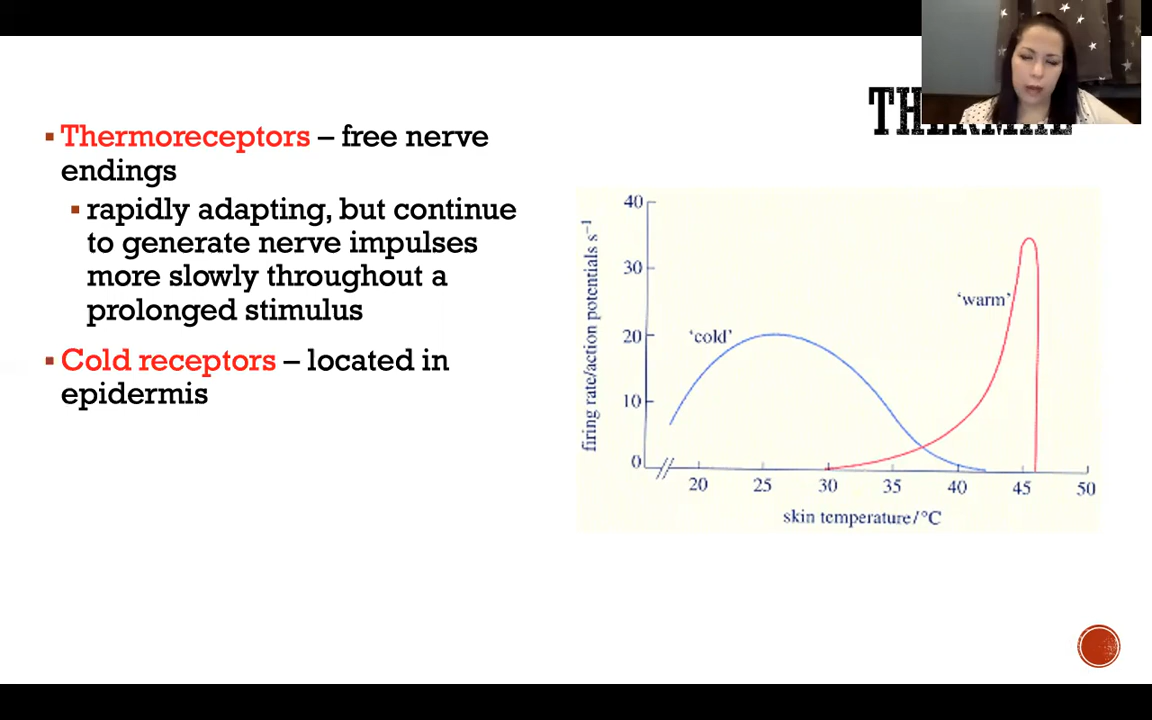 THERMAL
▪ Thermoreceptors – free nerve
endings
▪ rapidly adapting, but continue
to generate nerve impulses
more slowly throughout a
prolonged stimulus
▪ Cold receptors – located in
epidermis
firing rate/action potentials s⁻¹
40
30
20
10
0
'cold'
'warm'
20 25 30 35 40 45 50
skin temperature/°C